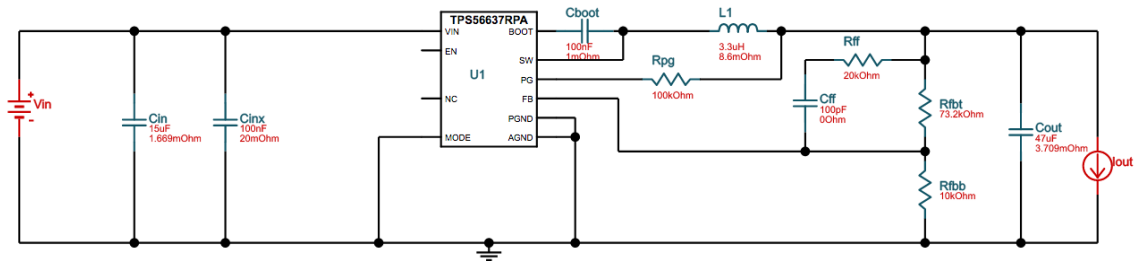 TPS56637RPA
VIN
BOOT
EN
SW
U1
PG
NC
FB
PGND
MODE
AGND
Vin
+
-
Cin
15uF
1.669mOhm
Cinx
100nF
20mOhm
Cboot
100nF
1mOhm
L1
3.3uH
8.6mOhm
Rpg
100kOhm
Rff
20kOhm
Cff
100pF
0Ohm
Rfbt
73.2kOhm
Rfbb
10kOhm
Cout
47uF
3.709mOhm
Iout